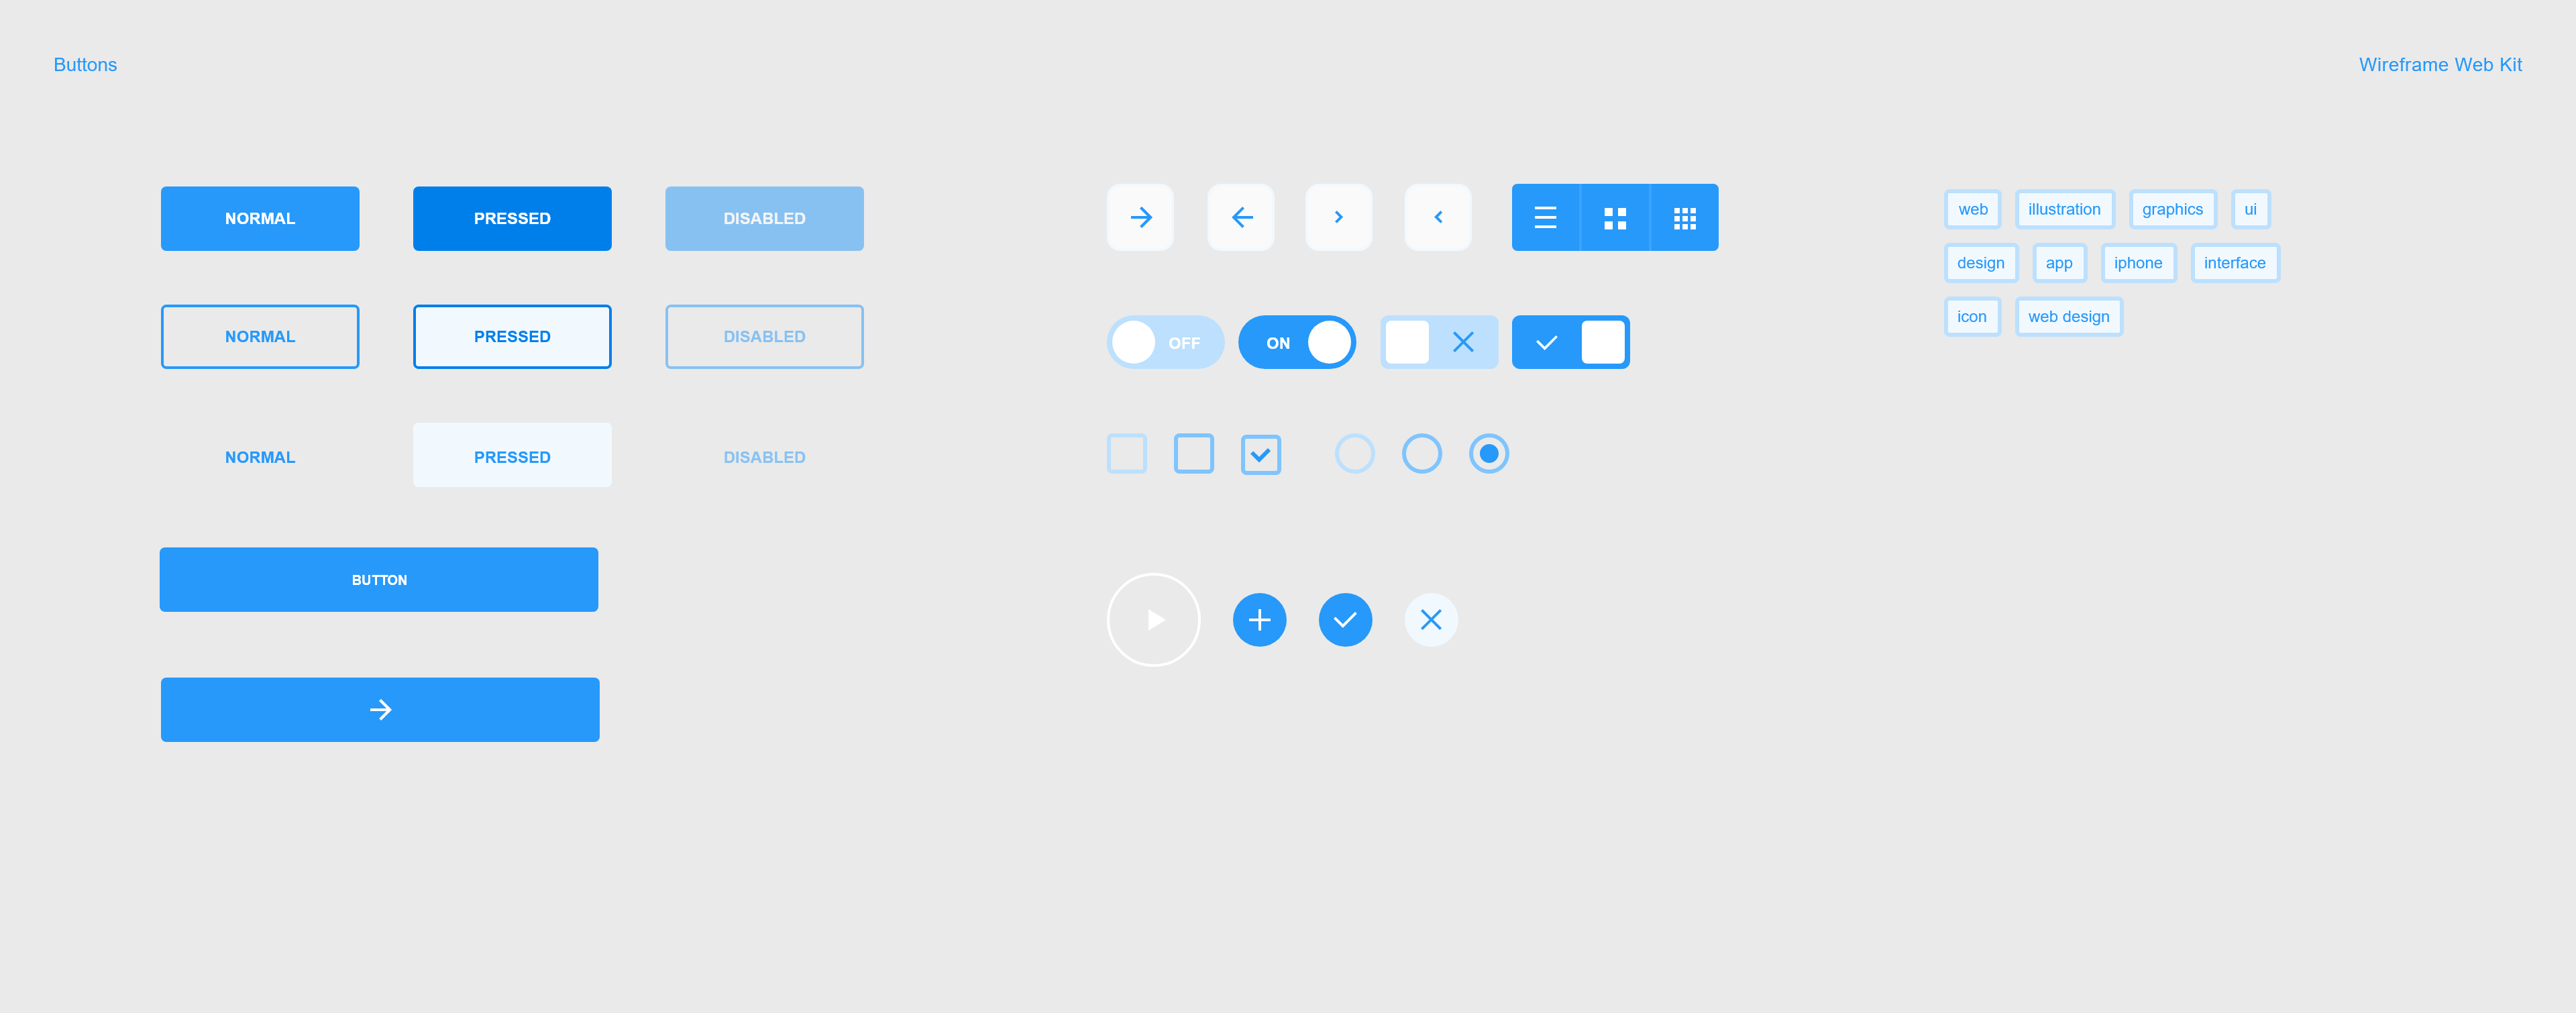 Buttons
Wireframe Web Kit
NORMAL PRESSED DISABLED
NORMAL PRESSED DISABLED
NORMAL PRESSED DISABLED
BUTTON
OFF ON
web illustration graphics ui
design app iphone interface
icon web design